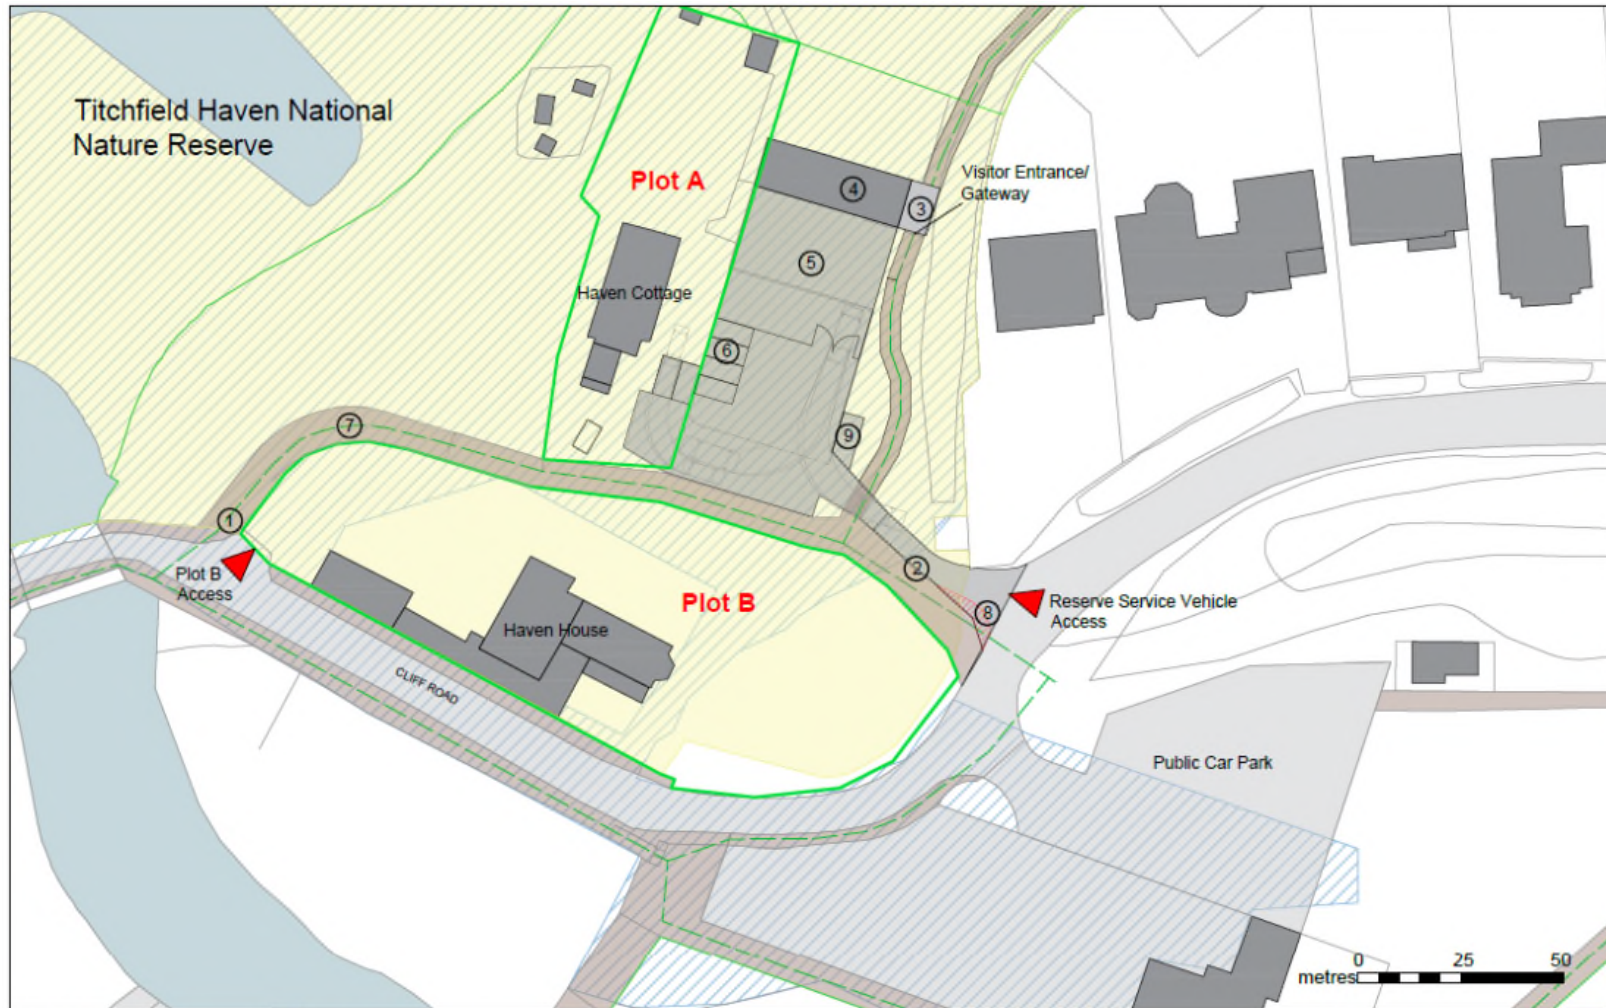 Titchfield Haven National
Nature Reserve
Plot A
Visitor Entrance/
Gateway
4
3
5
Haven Cottage
6
7
9
1
2
Plot B
Access
Plot B
8
Reserve Service Vehicle
Access
Haven House
CLIFF ROAD
Public Car Park
0 25 50
metres